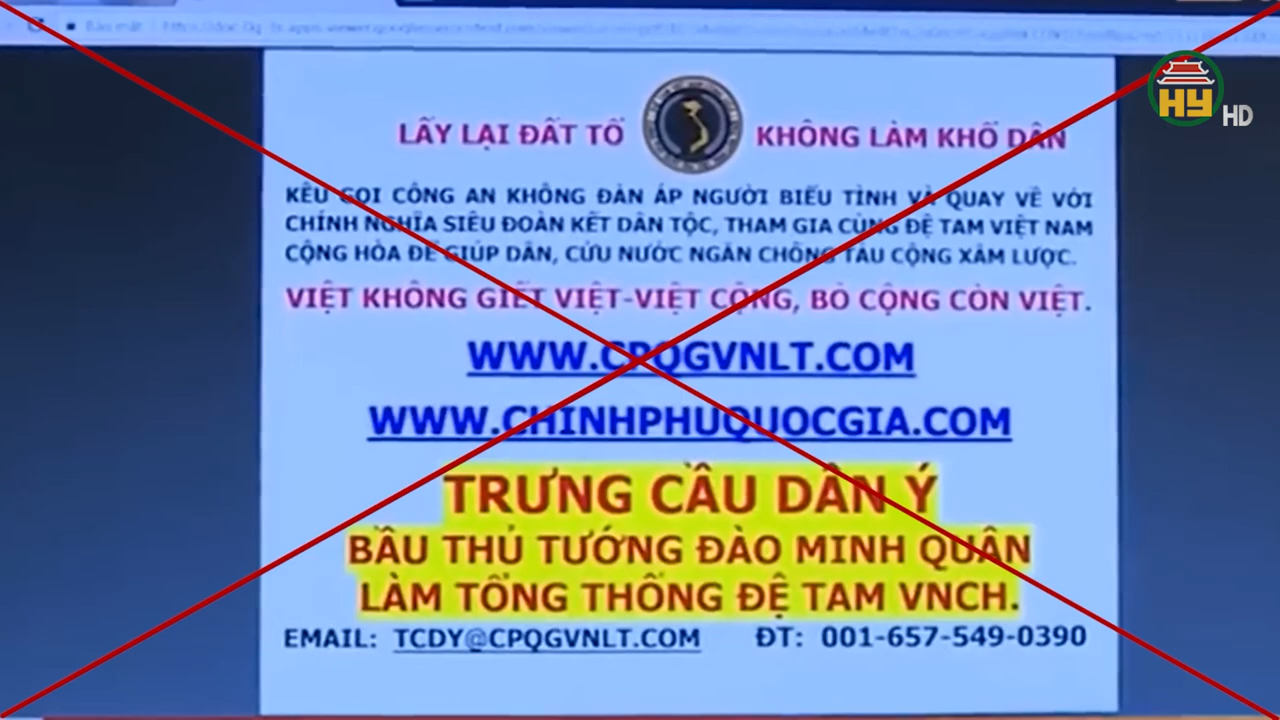 LẤY LẠI ĐẤT TỔ KHÔNG LÀM KHỔ DÂN
KÊU GỌI CÔNG AN KHÔNG ĐÀN ÁP NGƯỜI BIỂU TÌNH VÀ QUAY VỀ VỚI
CHÍNH NGHĨA SIÊU ĐOÀN KẾT DÂN TỘC, THAM GIA CÙNG ĐỆ TAM VIỆT NAM
CỘNG HÒA ĐỂ GIÚP DÂN, CỨU NƯỚC NGĂN CHỐNG TÀU CỘNG XÂM LƯỢC.
VIỆT KHÔNG GIẾT VIỆT-VIỆT CỘNG, BỎ CỘNG CÒN VIỆT.
WWW.CPQGVNLT.COM
WWW.CHINHPHUQUOCGIA.COM
TRƯNG CẦU DÂN Ý
BẦU THỦ TƯỚNG ĐÀO MINH QUÂN
LÀM TỔNG THỐNG ĐỆ TAM VNCH.
EMAIL: TCDY@CPQGVNLT.COM ĐT: 001-657-549-0390
HY HD